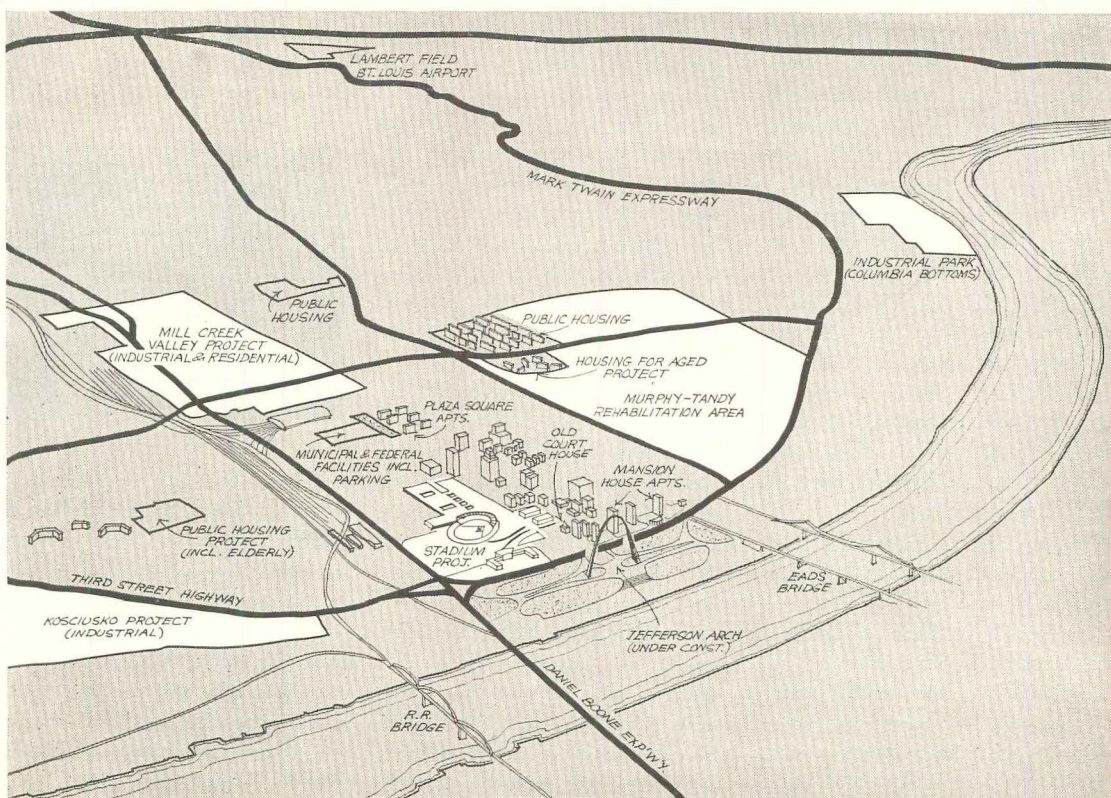 LAMBERT FIELD
ST. LOUIS AIRPORT
MARK TWAIN EXPRESSWAY
INDUSTRIAL PARK
(COLUMBIA BOTTOMS)
PUBLIC
HOUSING
MILL CREEK
VALLEY PROJECT
(INDUSTRIAL & RESIDENTIAL)
PUBLIC HOUSING
HOUSING FOR AGED
PROJECT
MURPHY-TANDY
REHABILITATION AREA
PLAZA SQUARE
APTS.
MUNICIPAL & FEDERAL
FACILITIES INCL.
PARKING
OLD
COURT
HOUSE
MANSION
HOUSE APTS.
PUBLIC HOUSING
PROJECT
(INCL. ELDERLY)
STADIUM
PROJ.
EADS
BRIDGE
THIRD STREET HIGHWAY
KOSCIUSKO PROJECT
(INDUSTRIAL)
JEFFERSON ARCH
(UNDER CONST.)
DANIEL BOONE EXP'WY.
R.R.
BRIDGE